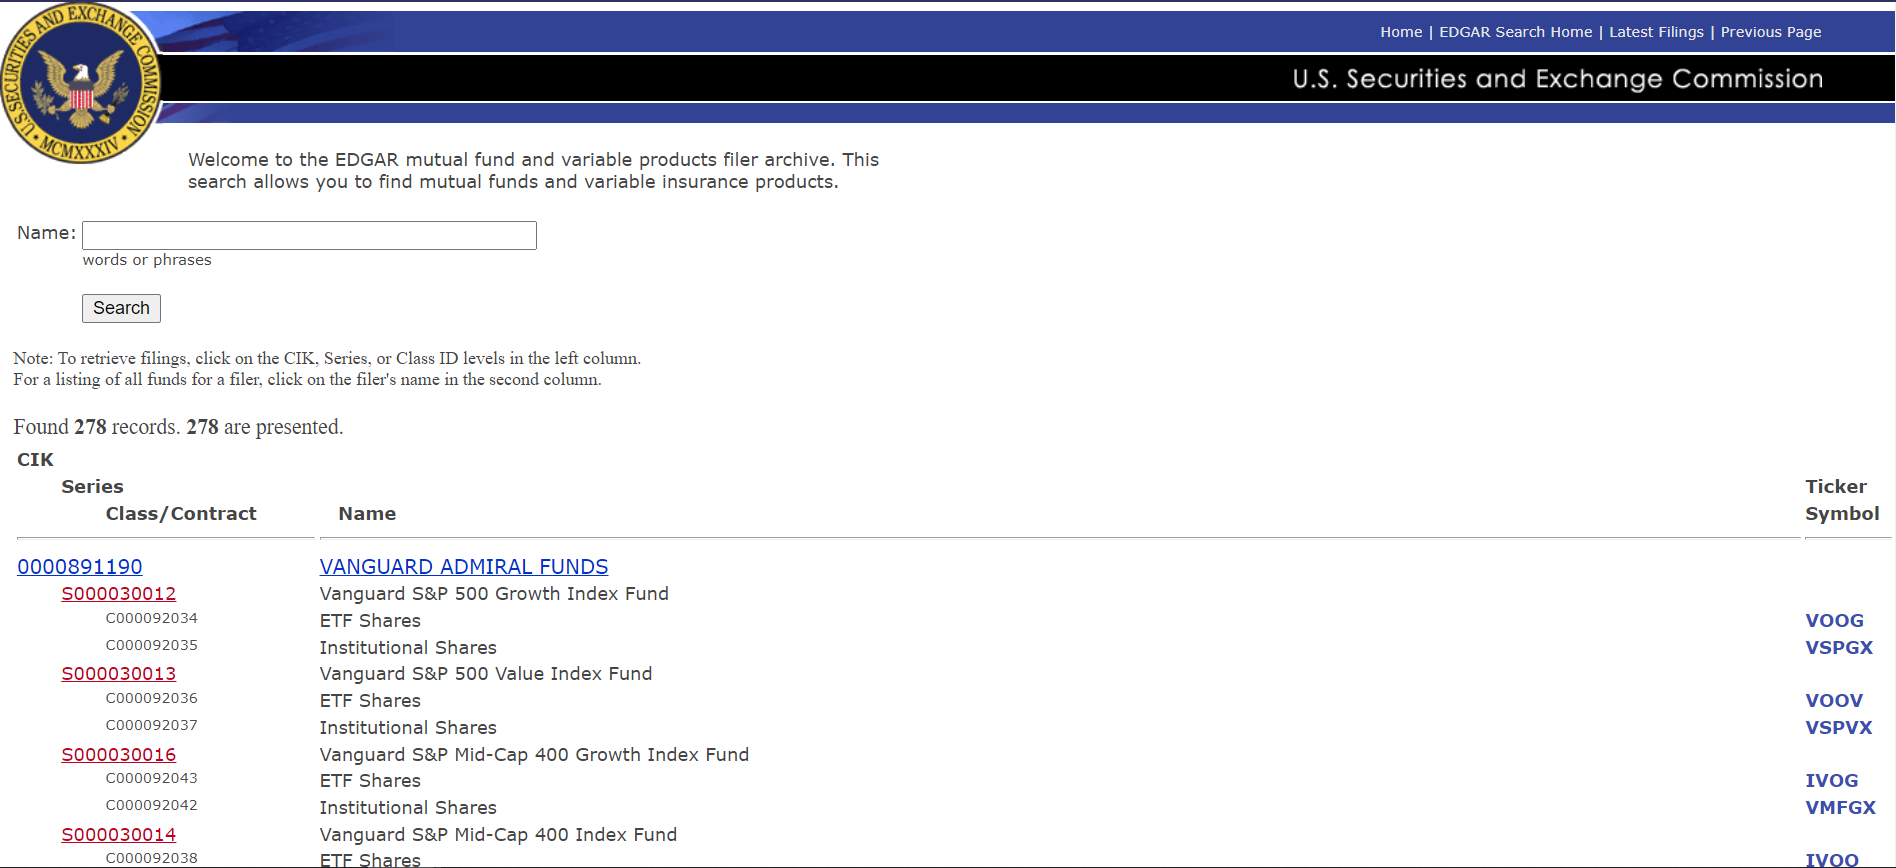 Home | EDGAR Search Home | Latest Filings | Previous Page
U.S. Securities and Exchange Commission
U.S. SECURITIES AND EXCHANGE COMMISSION
MCMXXXIV
Welcome to the EDGAR mutual fund and variable products filer archive. This
search allows you to find mutual funds and variable insurance products.
Name:
words or phrases
Search
Note: To retrieve filings, click on the CIK, Series, or Class ID levels in the left column.
For a listing of all funds for a filer, click on the filer's name in the second column.
Found 278 records. 278 are presented.
CIK
Series Ticker
Class/Contract Name Symbol
0000891190 VANGUARD ADMIRAL FUNDS
S000030012 Vanguard S&P 500 Growth Index Fund
C000092034 ETF Shares VOOG
C000092035 Institutional Shares VSPGX
S000030013 Vanguard S&P 500 Value Index Fund
C000092036 ETF Shares VOOV
C000092037 Institutional Shares VSPVX
S000030016 Vanguard S&P Mid-Cap 400 Growth Index Fund
C000092043 ETF Shares IVOG
C000092042 Institutional Shares VMFGX
S000030014 Vanguard S&P Mid-Cap 400 Index Fund
C000092038 ETF Shares IVOO